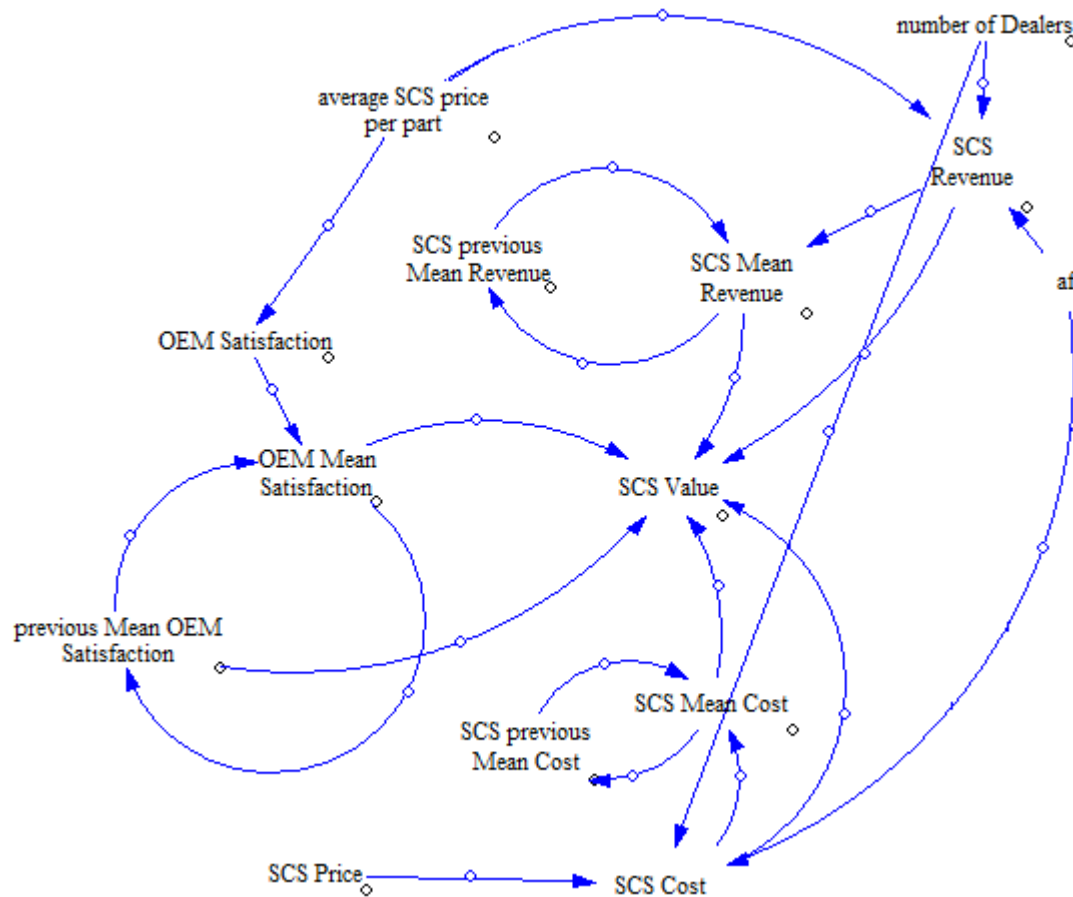 number of Dealers
average SCS price
per part
SCS
Revenue
SCS previous
Mean Revenue
SCS Mean
Revenue
af
OEM Satisfaction
OEM Mean
Satisfaction
SCS Value
previous Mean OEM
Satisfaction
SCS Mean Cost
SCS previous
Mean Cost
SCS Price
SCS Cost